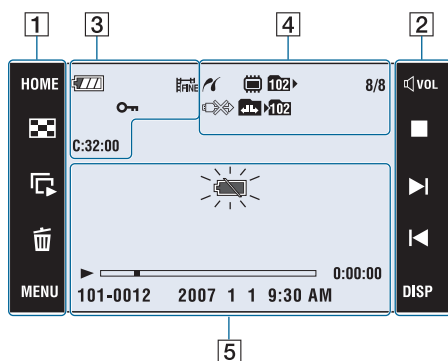 1
3
4
2
HOME
FINE
102
8/8
VOL
102
C:32:00
0:00:00
MENU
101-0012 2007 1 1 9:30 AM
DISP
5